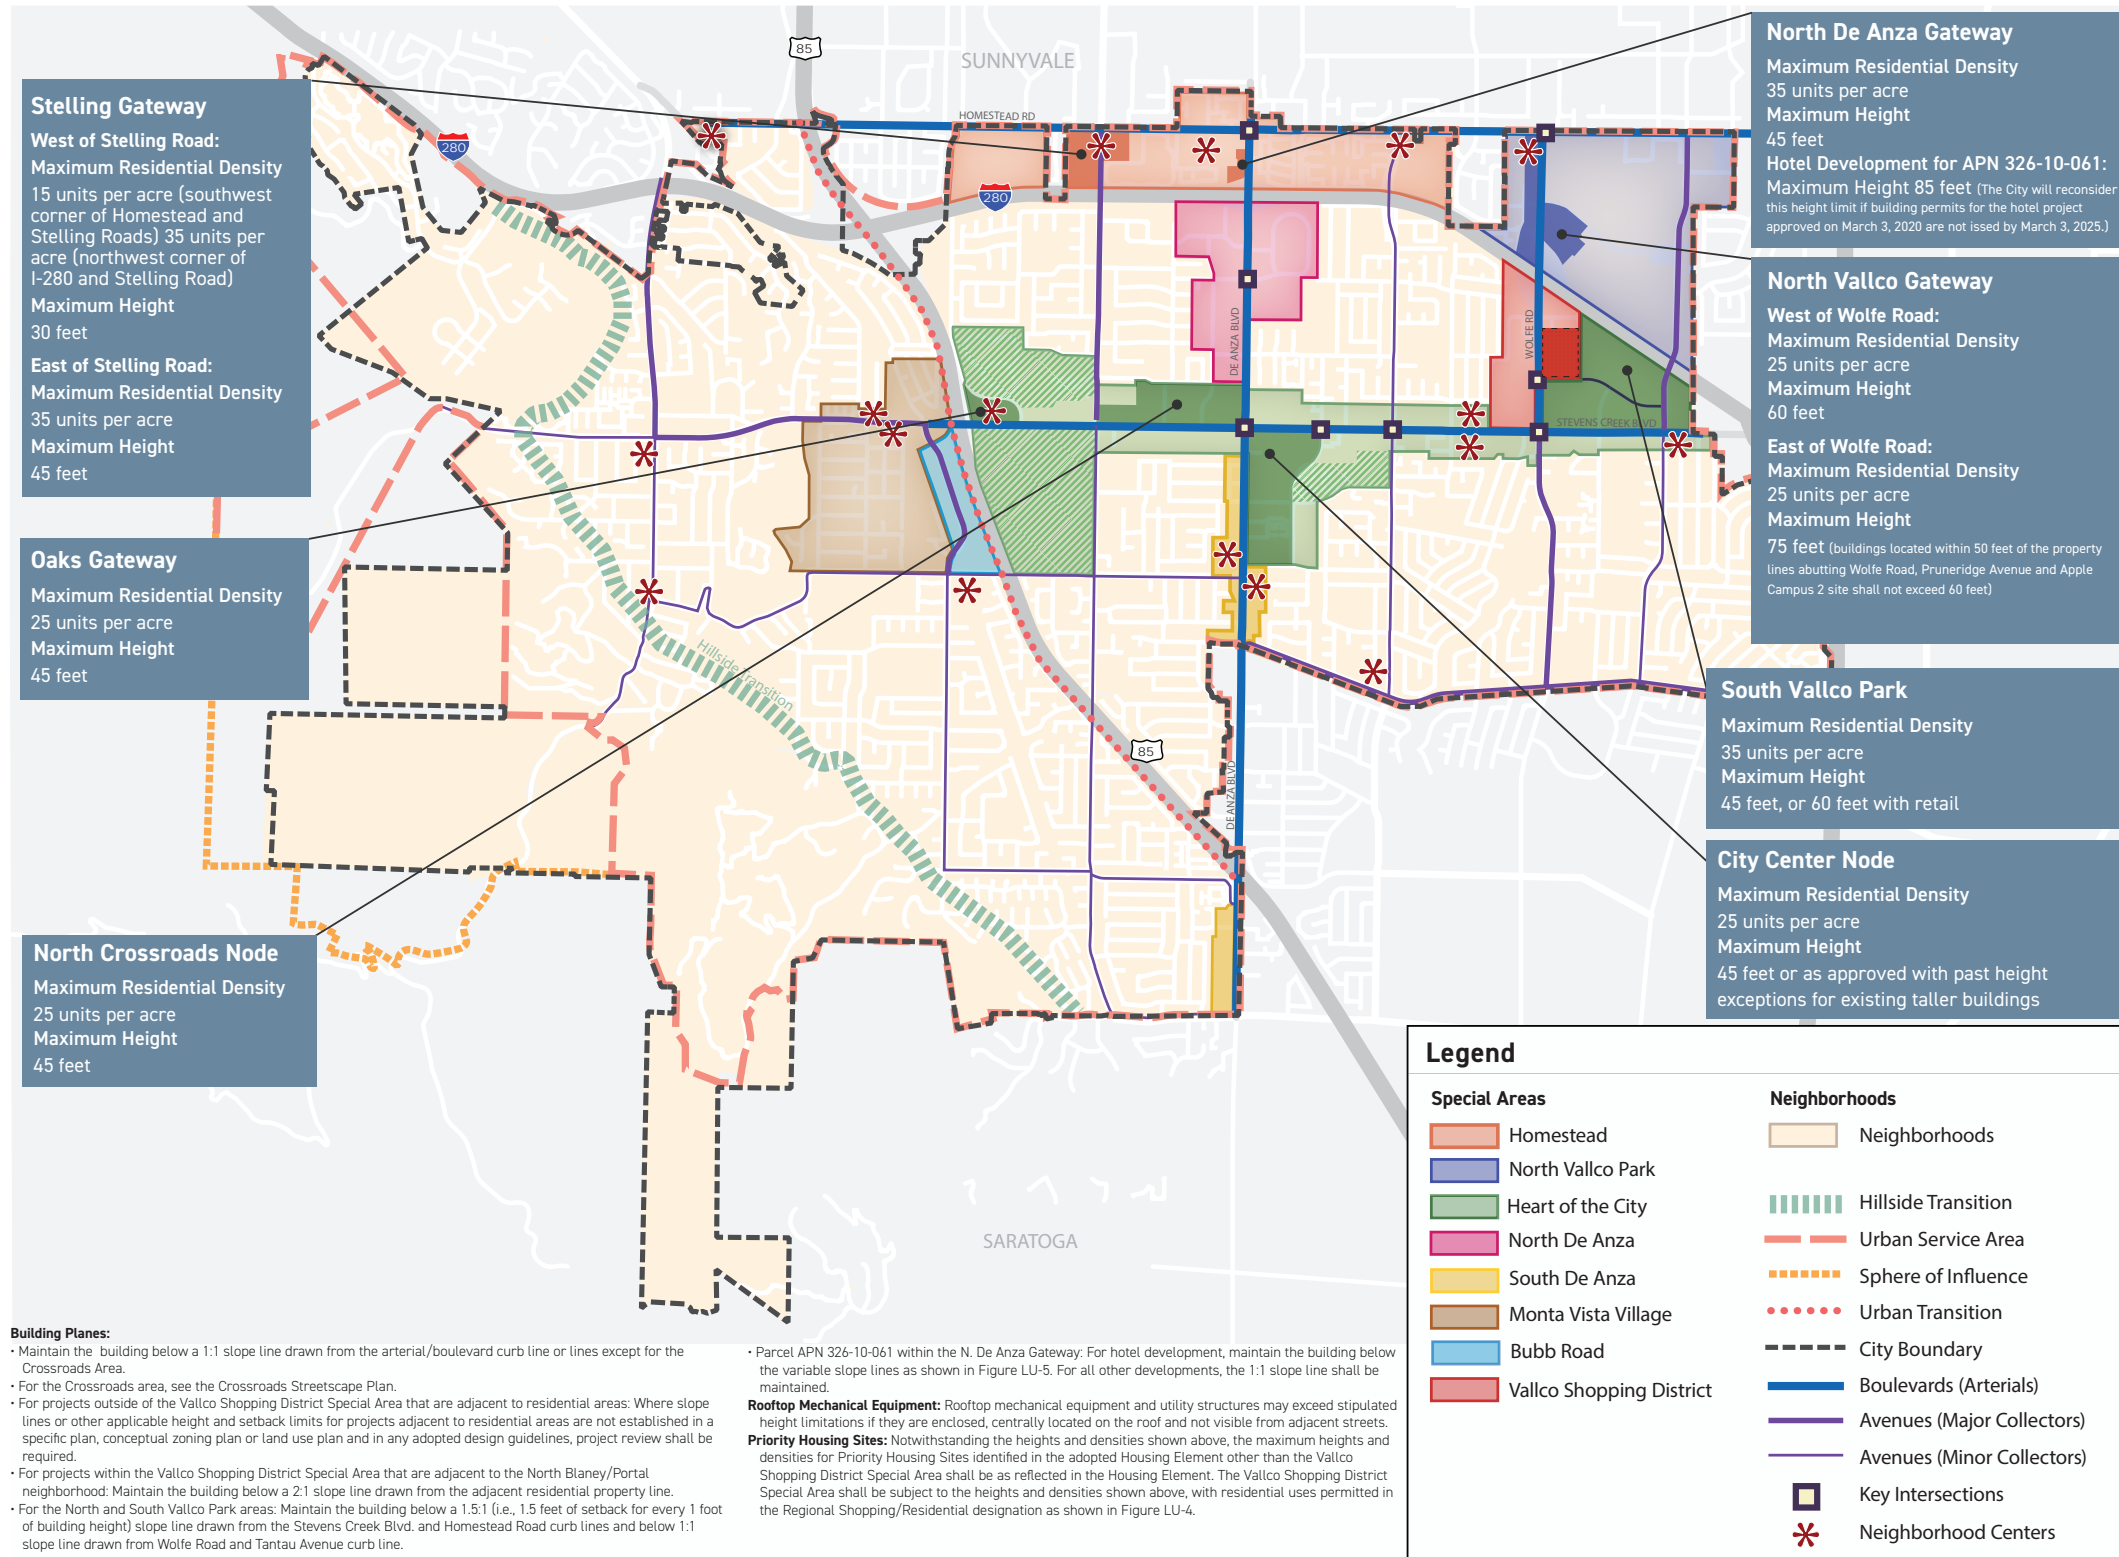 SUNNYVALE
85
HOMESTEAD RD
280
280
DE ANZA BLVD
WOLFE RD
STEVENS CREEK BLVD
Hillside Transition
85
DE ANZA BLVD
SARATOGA
Stelling Gateway
West of Stelling Road:
Maximum Residential Density
15 units per acre (southwest
corner of Homestead and
Stelling Roads) 35 units per
acre (northwest corner of
I-280 and Stelling Road)
Maximum Height
30 feet
East of Stelling Road:
Maximum Residential Density
35 units per acre
Maximum Height
45 feet
Oaks Gateway
Maximum Residential Density
25 units per acre
Maximum Height
45 feet
North Crossroads Node
Maximum Residential Density
25 units per acre
Maximum Height
45 feet
North De Anza Gateway
Maximum Residential Density
35 units per acre
Maximum Height
45 feet
Hotel Development for APN 326-10-061:
Maximum Height 85 feet (The City will reconsider
this height limit if building permits for the hotel project
approved on March 3, 2020 are not issed by March 3, 2025.)
North Vallco Gateway
West of Wolfe Road:
Maximum Residential Density
25 units per acre
Maximum Height
60 feet
East of Wolfe Road:
Maximum Residential Density
25 units per acre
Maximum Height
75 feet (buildings located within 50 feet of the property
lines abutting Wolfe Road, Pruneridge Avenue and Apple
Campus 2 site shall not exceed 60 feet)
South Vallco Park
Maximum Residential Density
35 units per acre
Maximum Height
45 feet, or 60 feet with retail
City Center Node
Maximum Residential Density
25 units per acre
Maximum Height
45 feet or as approved with past height
exceptions for existing taller buildings
Legend
Special Areas
Homestead
North Vallco Park
Heart of the City
North De Anza
South De Anza
Monta Vista Village
Bubb Road
Vallco Shopping District
Neighborhoods
Neighborhoods
Hillside Transition
Urban Service Area
Sphere of Influence
Urban Transition
City Boundary
Boulevards (Arterials)
Avenues (Major Collectors)
Avenues (Minor Collectors)
Key Intersections
Neighborhood Centers
Building Planes:
• Maintain the building below a 1:1 slope line drawn from the arterial/boulevard curb line or lines except for the
Crossroads Area.
• For the Crossroads area, see the Crossroads Streetscape Plan.
• For projects outside of the Vallco Shopping District Special Area that are adjacent to residential areas: Where slope
lines or other applicable height and setback limits for projects adjacent to residential areas are not established in a
specific plan, conceptual zoning plan or land use plan and in any adopted design guidelines, project review shall be
required.
• For projects within the Vallco Shopping District Special Area that are adjacent to the North Blaney/Portal
neighborhood: Maintain the building below a 2:1 slope line drawn from the adjacent residential property line.
• For the North and South Vallco Park areas: Maintain the building below a 1.5:1 (i.e., 1.5 feet of setback for every 1 foot
of building height) slope line drawn from the Stevens Creek Blvd. and Homestead Road curb lines and below 1:1
slope line drawn from Wolfe Road and Tantau Avenue curb line.
• Parcel APN 326-10-061 within the N. De Anza Gateway: For hotel development, maintain the building below
the variable slope lines as shown in Figure LU-5. For all other developments, the 1:1 slope line shall be
maintained.
Rooftop Mechanical Equipment: Rooftop mechanical equipment and utility structures may exceed stipulated
height limitations if they are enclosed, centrally located on the roof and not visible from adjacent streets.
Priority Housing Sites: Notwithstanding the heights and densities shown above, the maximum heights and
densities for Priority Housing Sites identified in the adopted Housing Element other than the Vallco
Shopping District Special Area shall be as reflected in the Housing Element. The Vallco Shopping District
Special Area shall be subject to the heights and densities shown above, with residential uses permitted in
the Regional Shopping/Residential designation as shown in Figure LU-4.